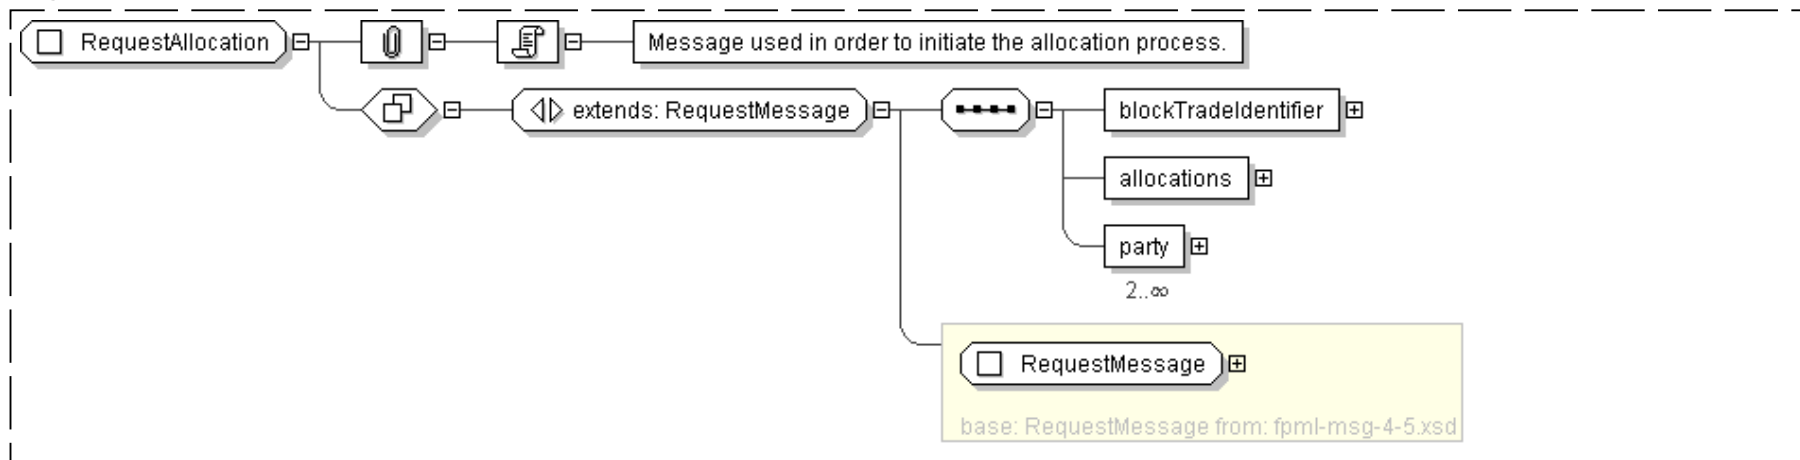 RequestAllocation
Message used in order to initiate the allocation process.
extends: RequestMessage
blockTradeIdentifier
allocations
party
2..∞
RequestMessage
base: RequestMessage from: fpml-msg-4-5.xsd